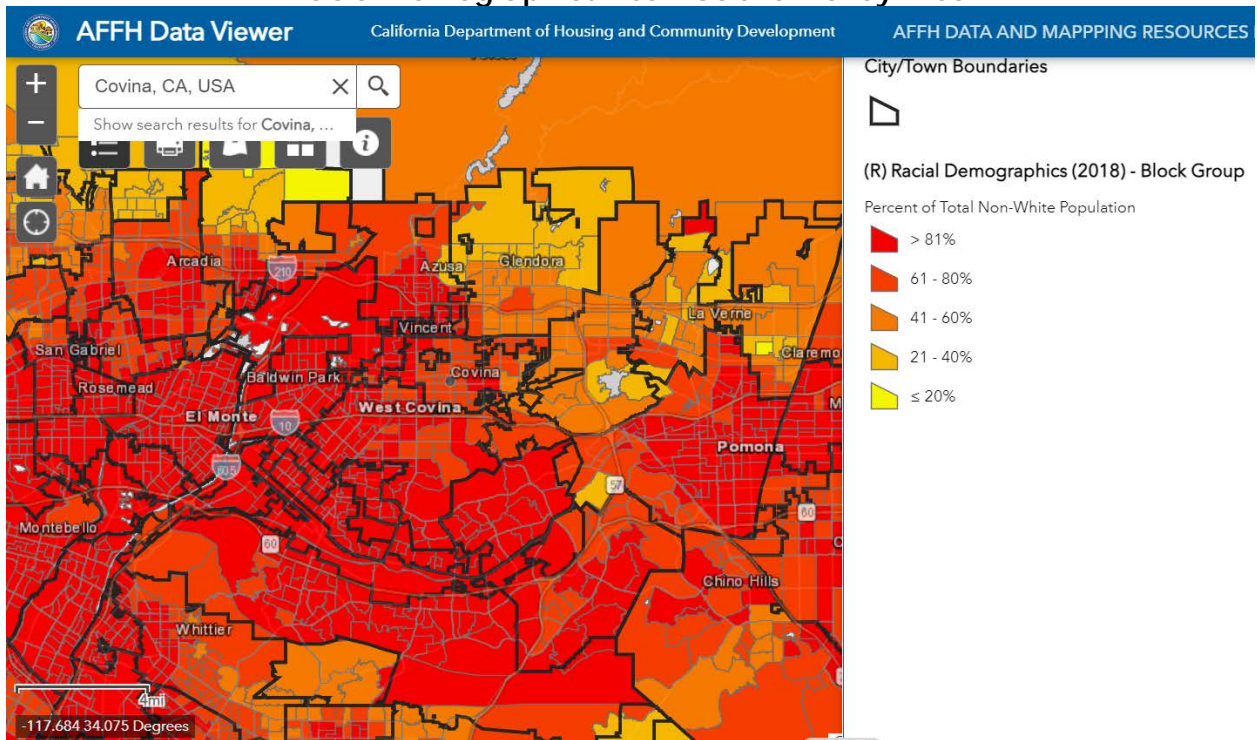 AFFH Data Viewer
California Department of Housing and Community Development
AFFH DATA AND MAPPPING RESOURCES
Covina, CA, USA
Show search results for Covina, ...
City/Town Boundaries
(R) Racial Demographics (2018) - Block Group
Percent of Total Non-White Population
> 81%
61 - 80%
41 - 60%
21 - 40%
≤ 20%
Arcadia
210
Azusa
Glendora
La Verne
Vincent
San Gabriel
Claremo
Rosemead
Baldwin Park
Covina
El Monte
10
West Covina
Pomona
605
57
Montebello
60
60
Chino Hills
Whittier
4mi
-117.684 34.075 Degrees